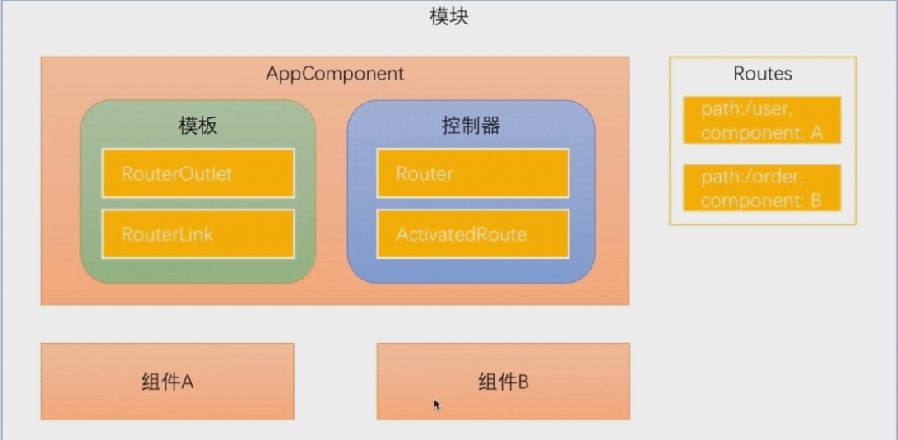 模块
AppComponent
模板
RouterOutlet
RouterLink
控制器
Router
ActivatedRoute
Routes
path:/user,
component: A
path:/order,
component: B
组件A
组件B